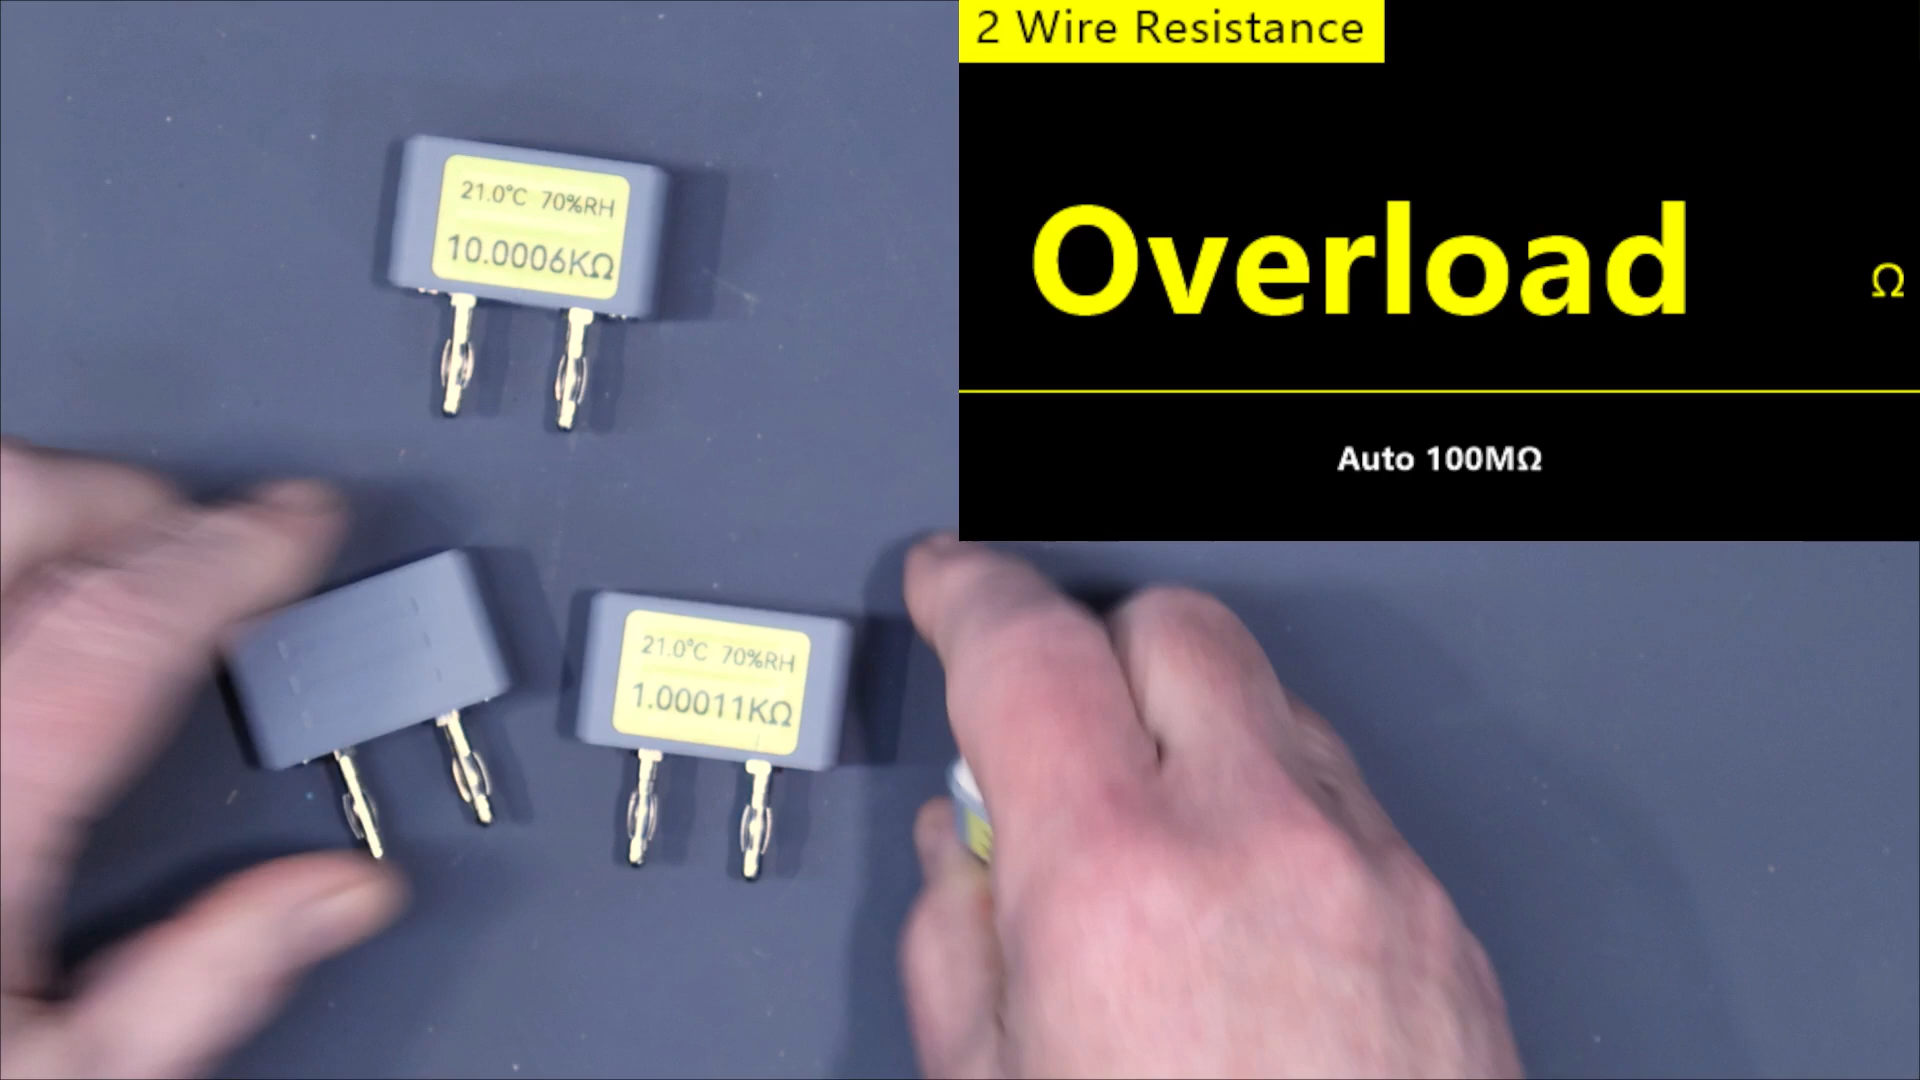 2 Wire Resistance
Overload
Ω
Auto 100MΩ
21.0°C 70%RH
10.0006KΩ
21.0°C 70%RH
1.00011KΩ